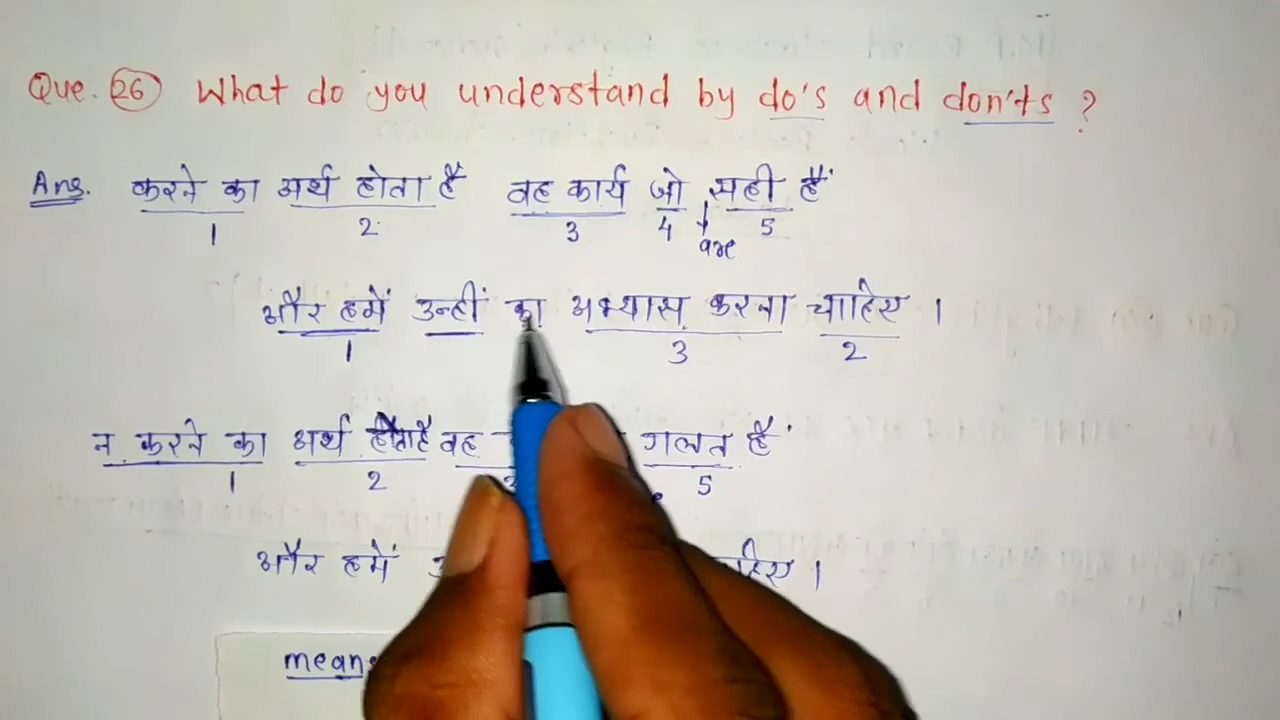 Que. 26 What do you understand by do's and don'ts ?
Ans. करने का अर्थ होता है वह कार्य जो सही हैं
1 2 3 4 are 5
और हमें उन्हीं का अभ्यास करना चाहिए ।
1 3 2
न करने का अर्थ होता है वह गलत हैं
1 2 5
और हमें ।
means